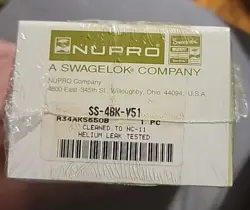 NUPRO
A SWAGELOK COMPANY
NUPRO Company
4800 East 345th St., Willoughby, Ohio 44094, U.S.A
SS-4BK-V51
R34AK5650B 1 PC
CLEANED TO NC-11
HELIUM LEAK TESTED